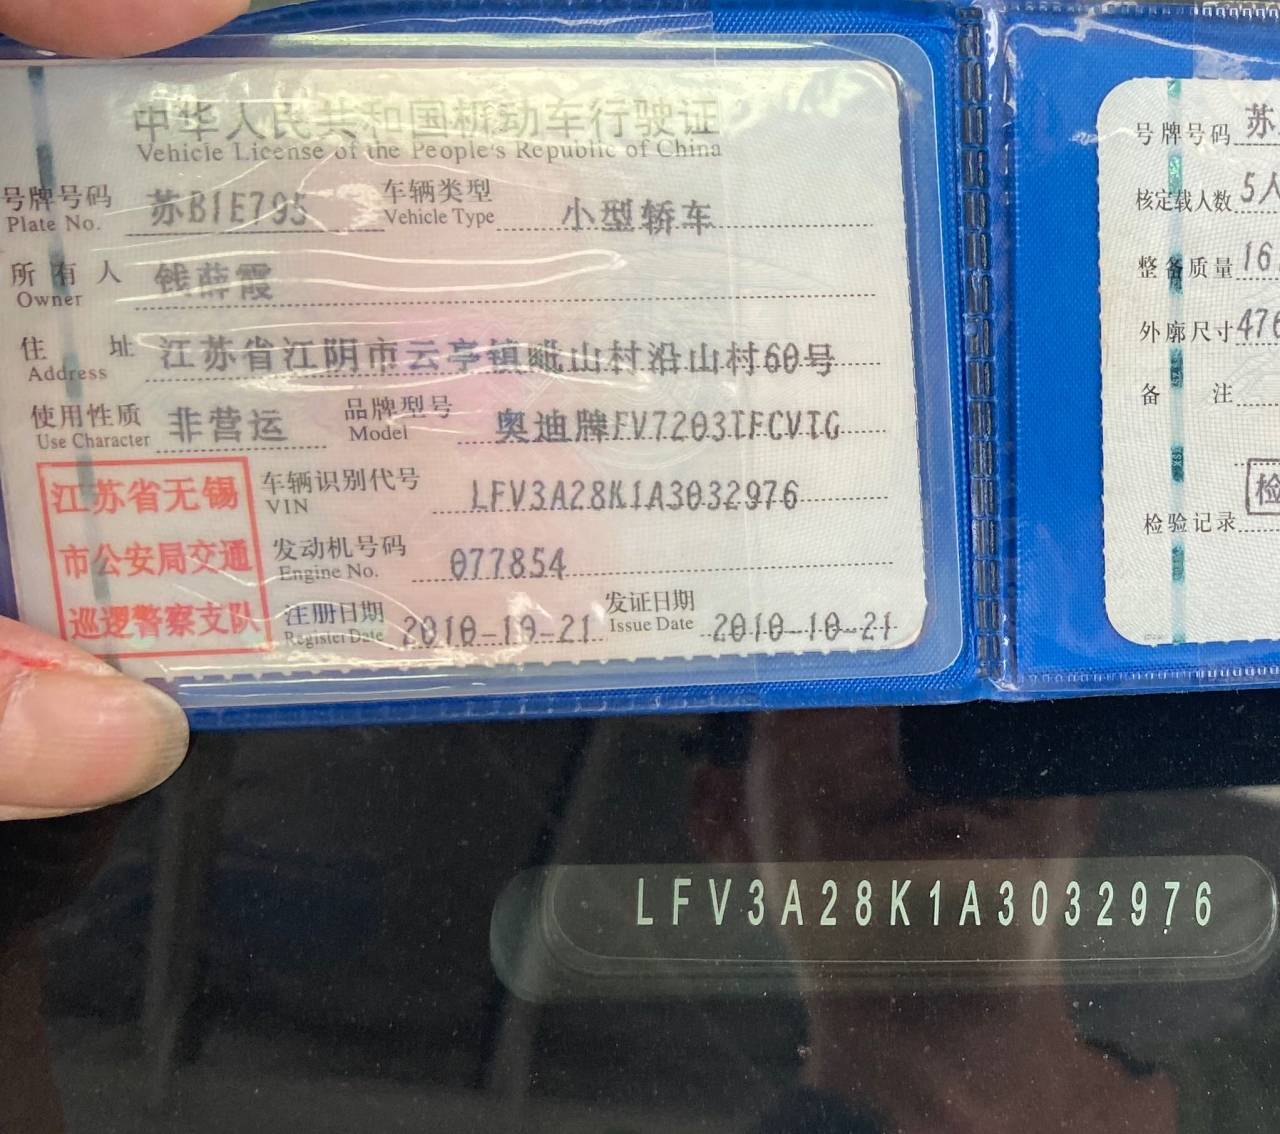 中华人民共和国机动车行驶证
Vehicle License of the People's Republic of China
号牌号码 苏B1E795 车辆类型 小型轿车
Plate No. Vehicle Type
所有人 钱薛霞
Owner
住址 江苏省江阴市云亭镇毗山村沿山村60号
Address
使用性质 非营运 品牌型号 奥迪牌FV7203TFCVTG
Use Character Model
江苏省无锡
市公安局交通
巡逻警察支队
车辆识别代号 LFV3A28K1A3032976
VIN
发动机号码 077854
Engine No.
注册日期 2010-10-21 发证日期 2010-10-21
Register Date Issue Date
号牌号码 苏
核定载人数 5人
整备质量 16
外廓尺寸 476
备注
检
检验记录
LFV3A28K1A3032976